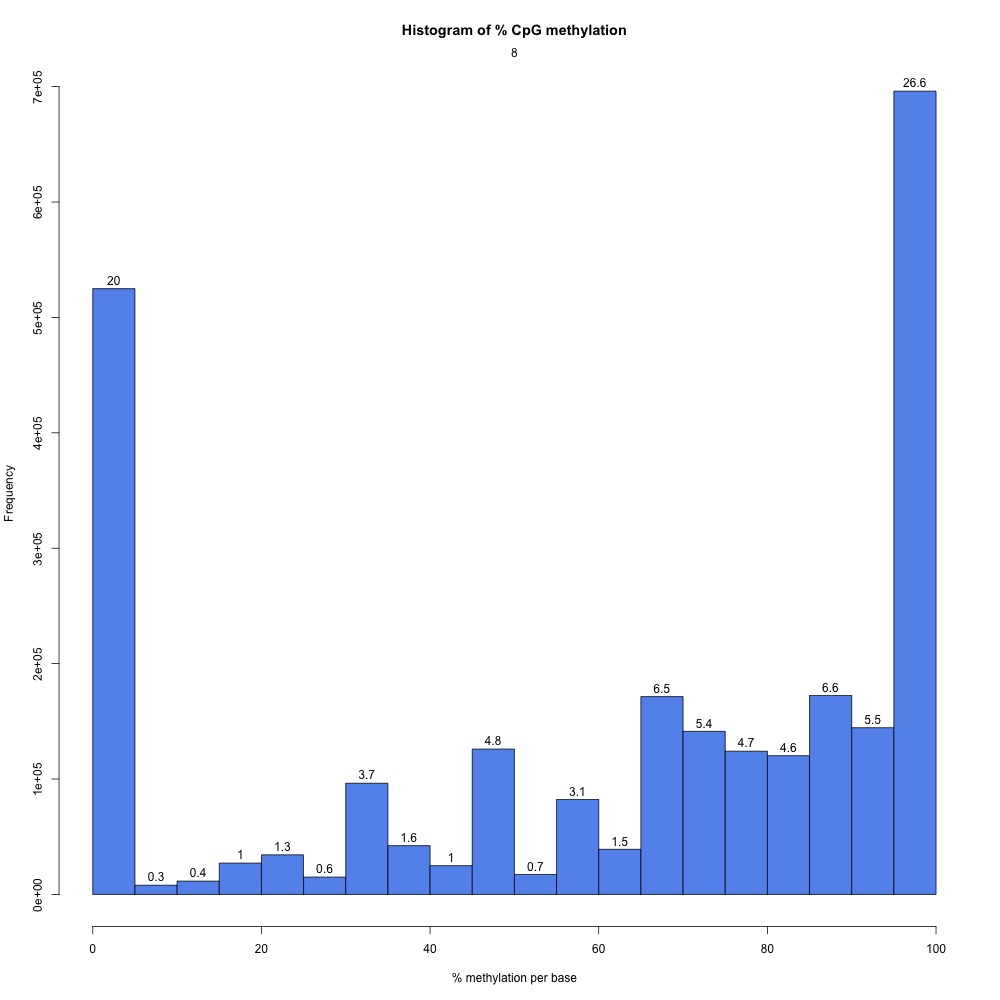 Histogram of % CpG methylation
8
7e+05
6e+05
5e+05
4e+05
3e+05
2e+05
1e+05
0e+00
Frequency
20
0.3
0.4
1
1.3
0.6
3.7
1.6
1
4.8
0.7
3.1
1.5
6.5
5.4
4.7
4.6
6.6
5.5
26.6
0 20 40 60 80 100
% methylation per base